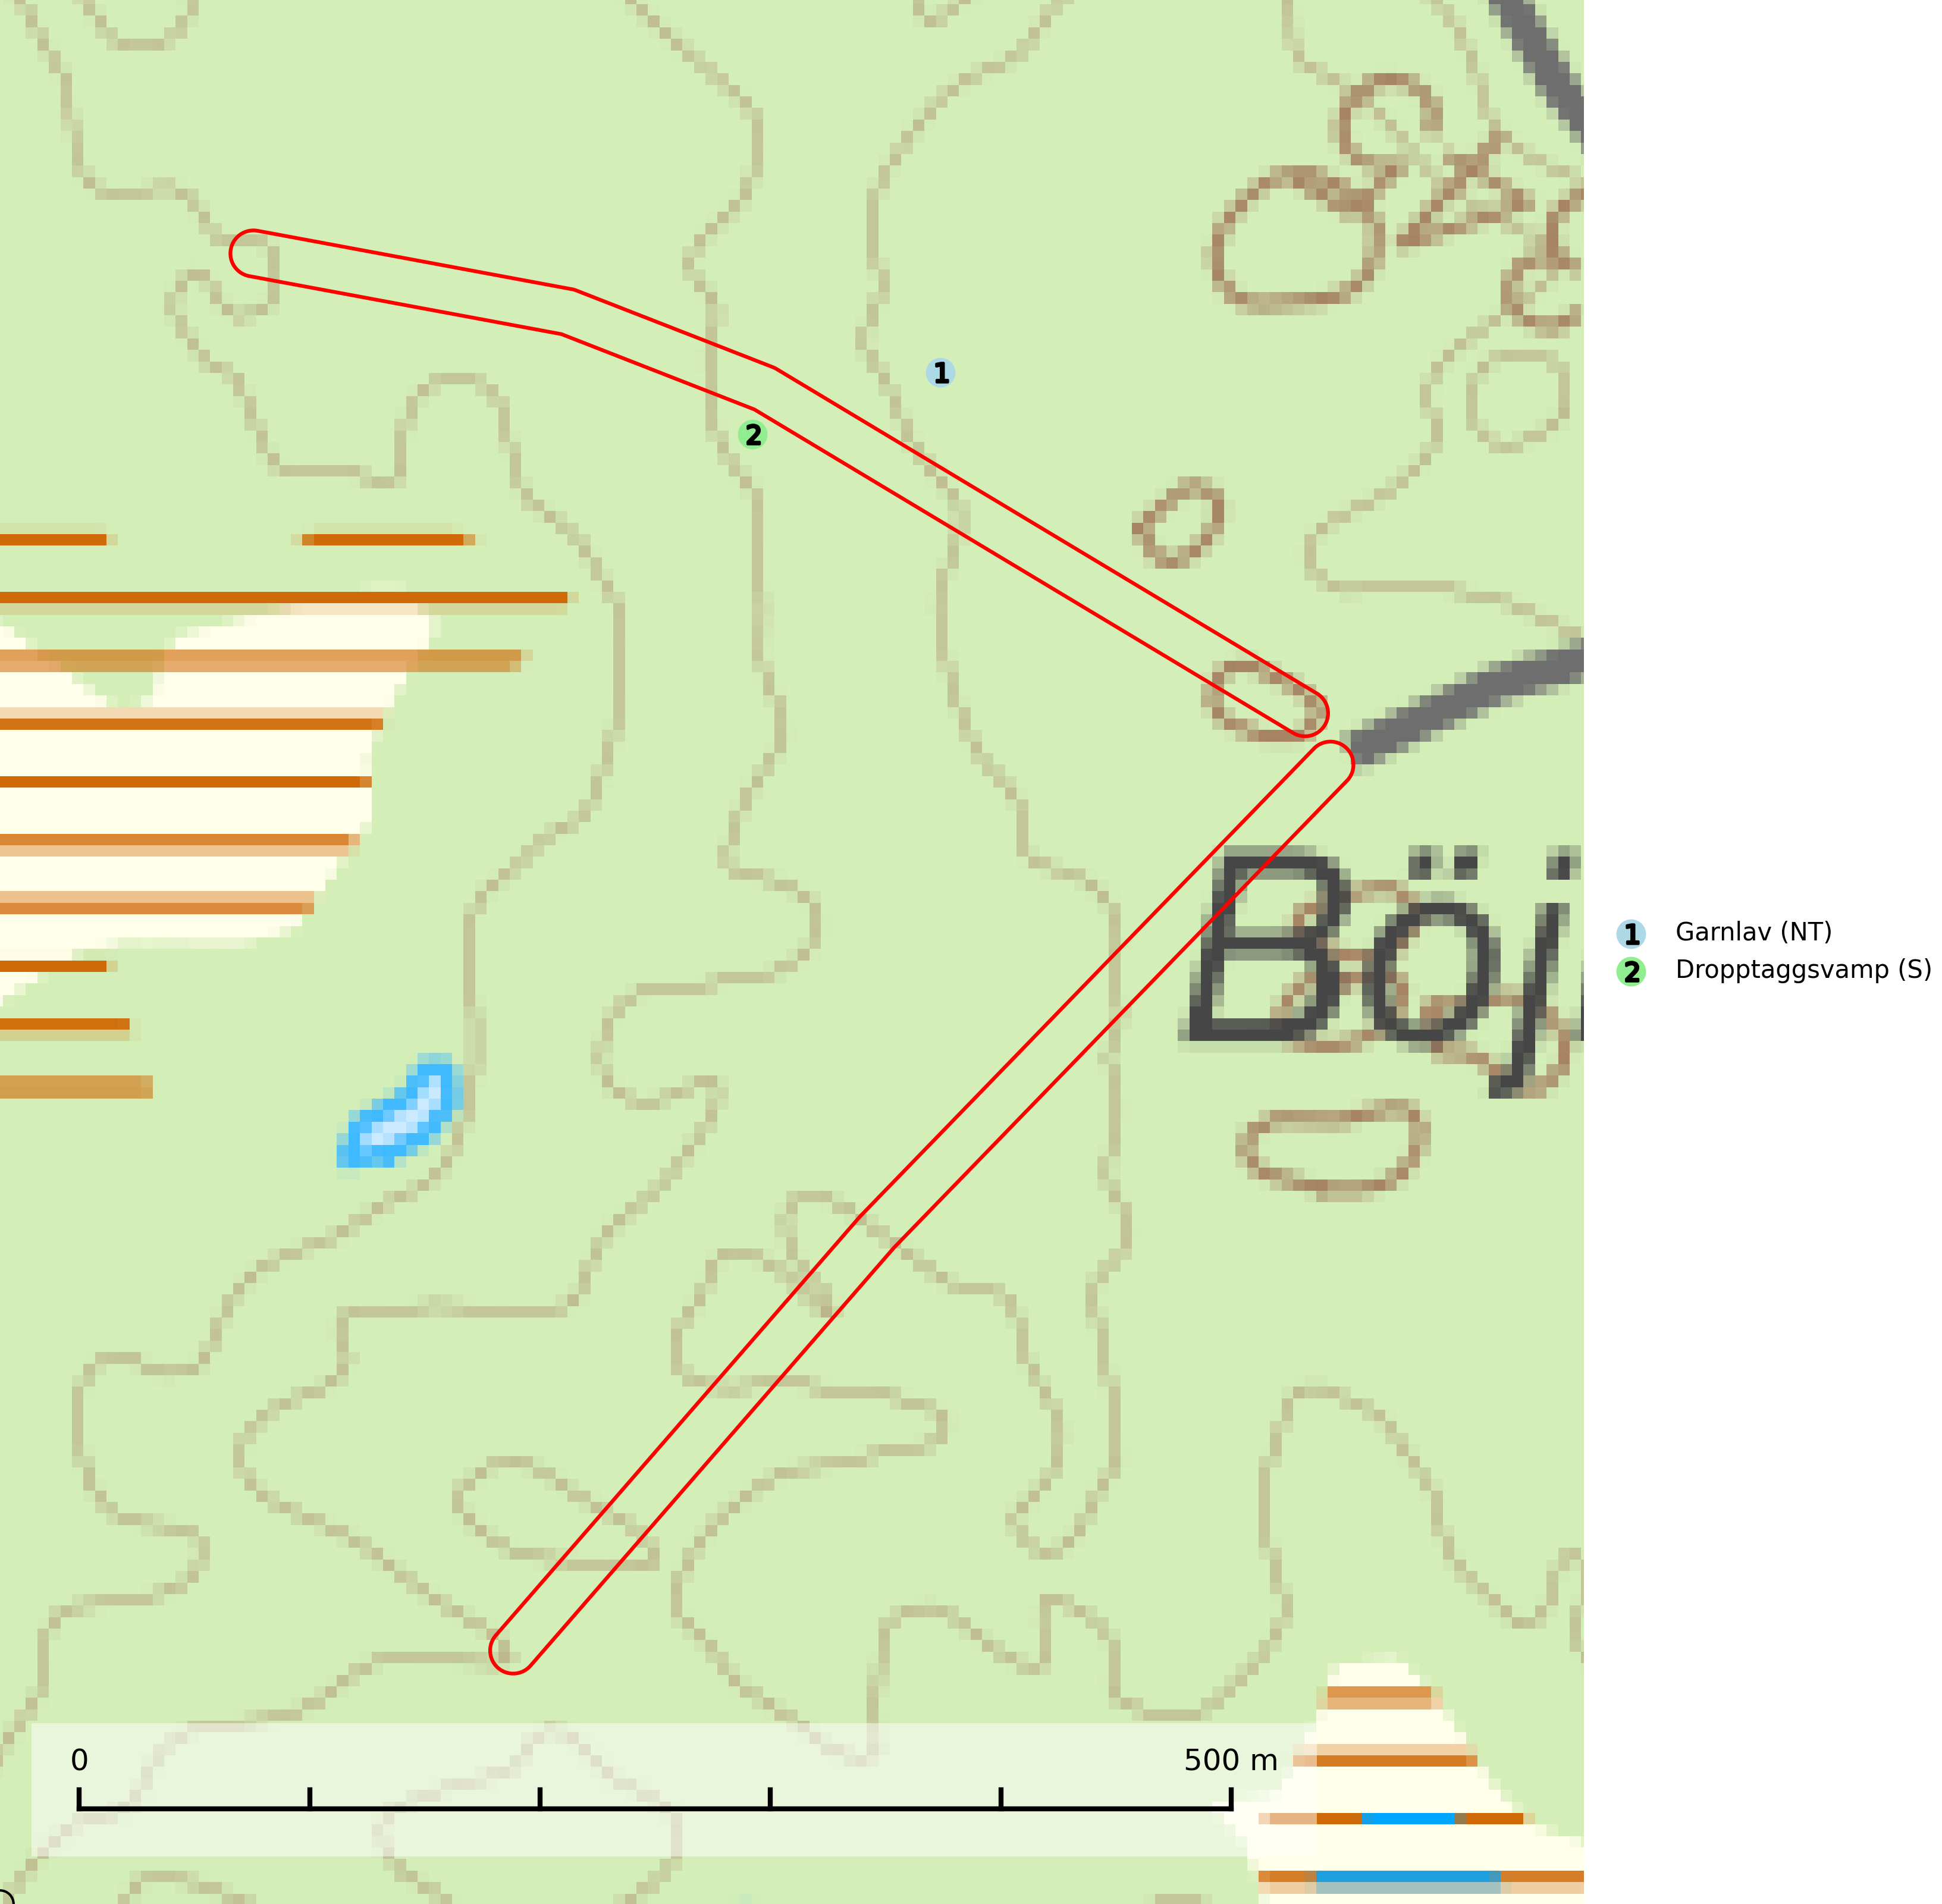 1
2
Böj
1 Garnlav (NT)
2 Dropptaggsvamp (S)
0 500 m